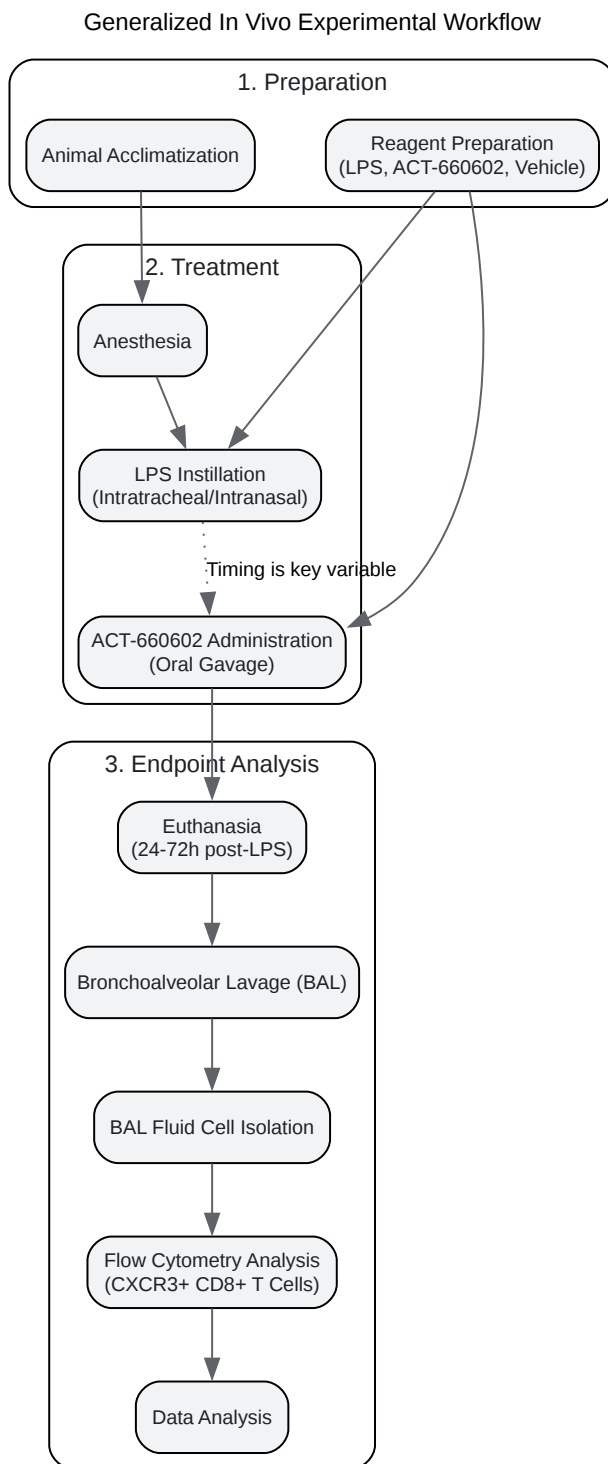 Generalized In Vivo Experimental Workflow
1. Preparation
Animal Acclimatization
Reagent Preparation
(LPS, ACT-660602, Vehicle)
2. Treatment
Anesthesia
LPS Instillation
(Intratracheal/Intranasal)
Timing is key variable
ACT-660602 Administration
(Oral Gavage)
3. Endpoint Analysis
Euthanasia
(24-72h post-LPS)
Bronchoalveolar Lavage (BAL)
BAL Fluid Cell Isolation
Flow Cytometry Analysis
(CXCR3+ CD8+ T Cells)
Data Analysis